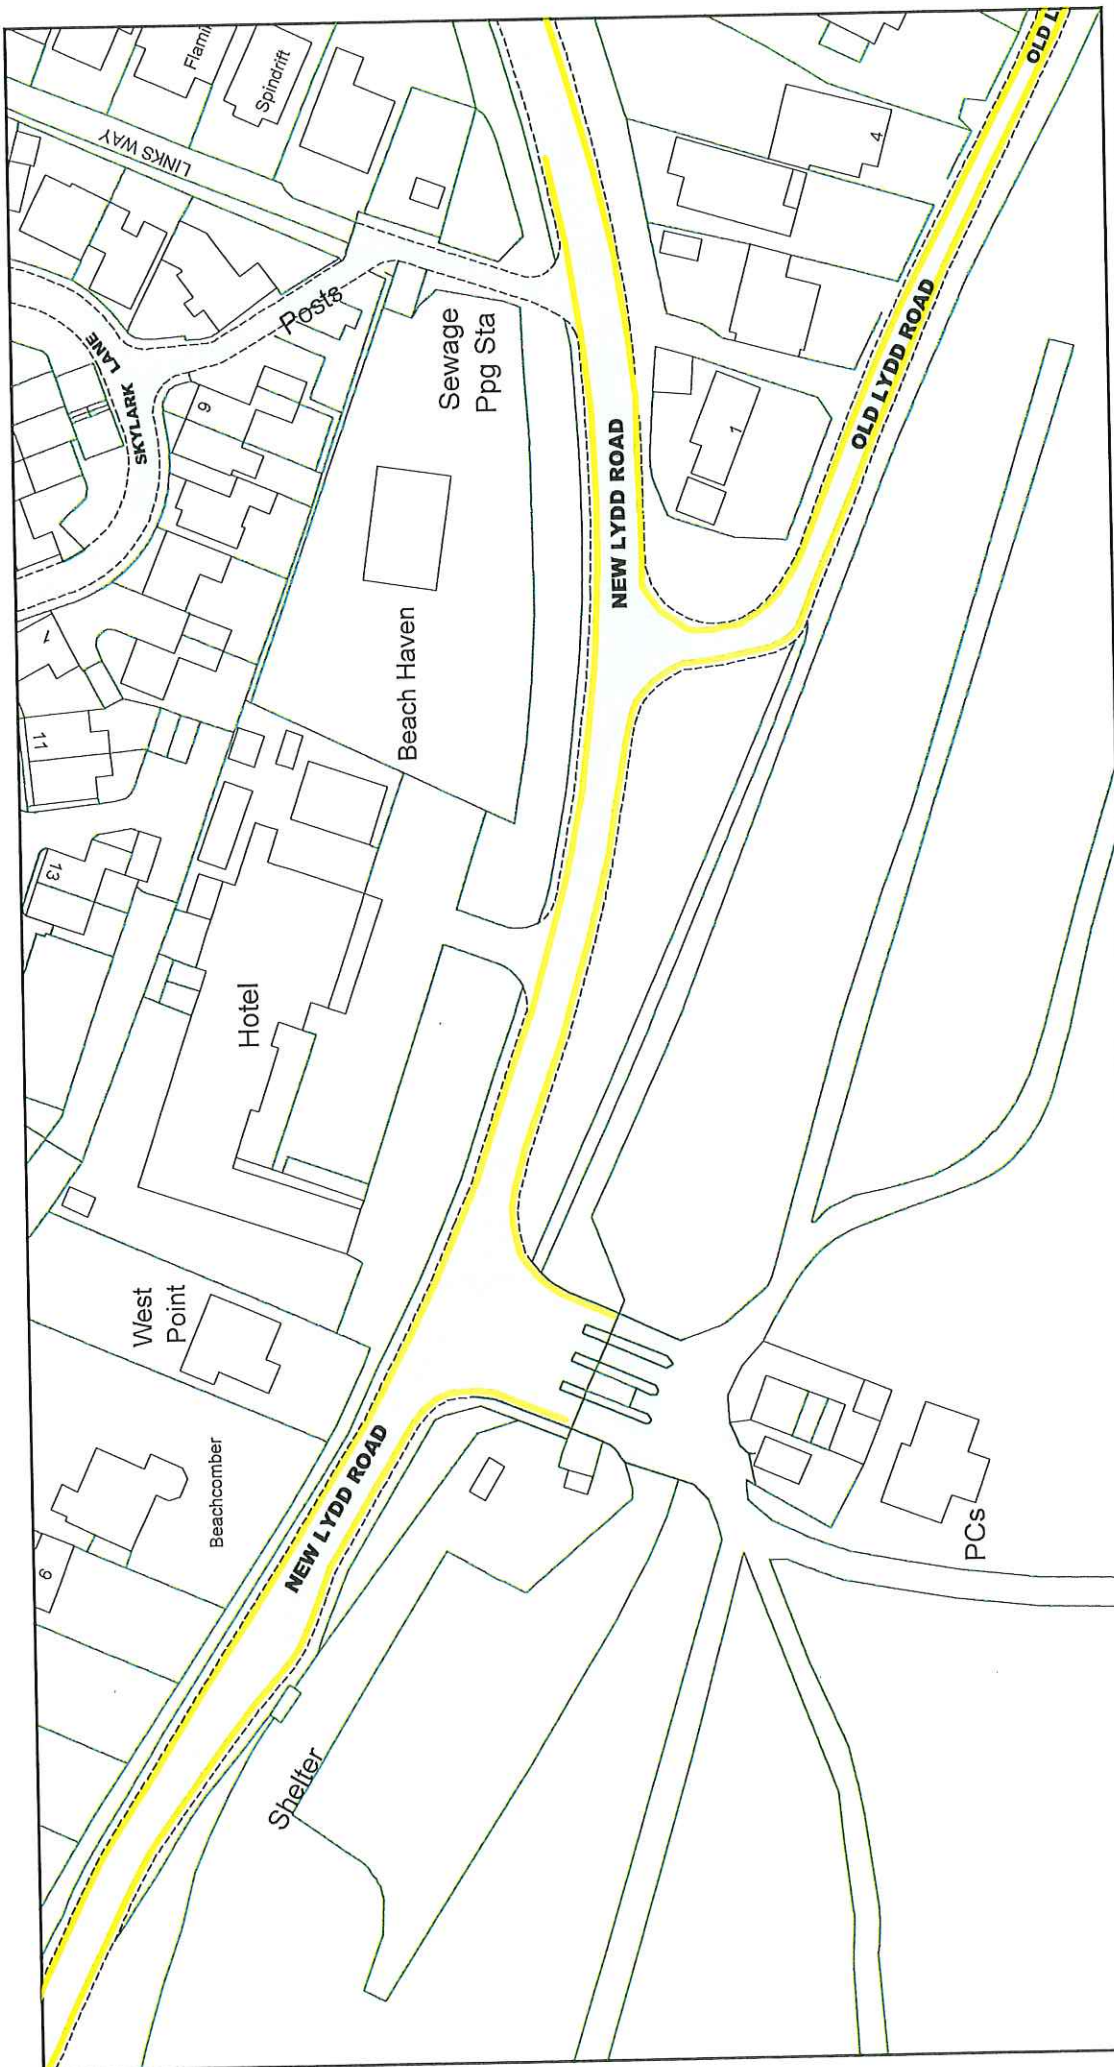 Flami
Spindrift
LINKS WAY
4
OLD L
Posts
SKYLARK LANE
9
Sewage
Ppg Sta
OLD LYDD ROAD
1
NEW LYDD ROAD
7
11
Beach Haven
13
Hotel
West
Point
NEW LYDD ROAD
Beachcomber
9
PCs
Shelter